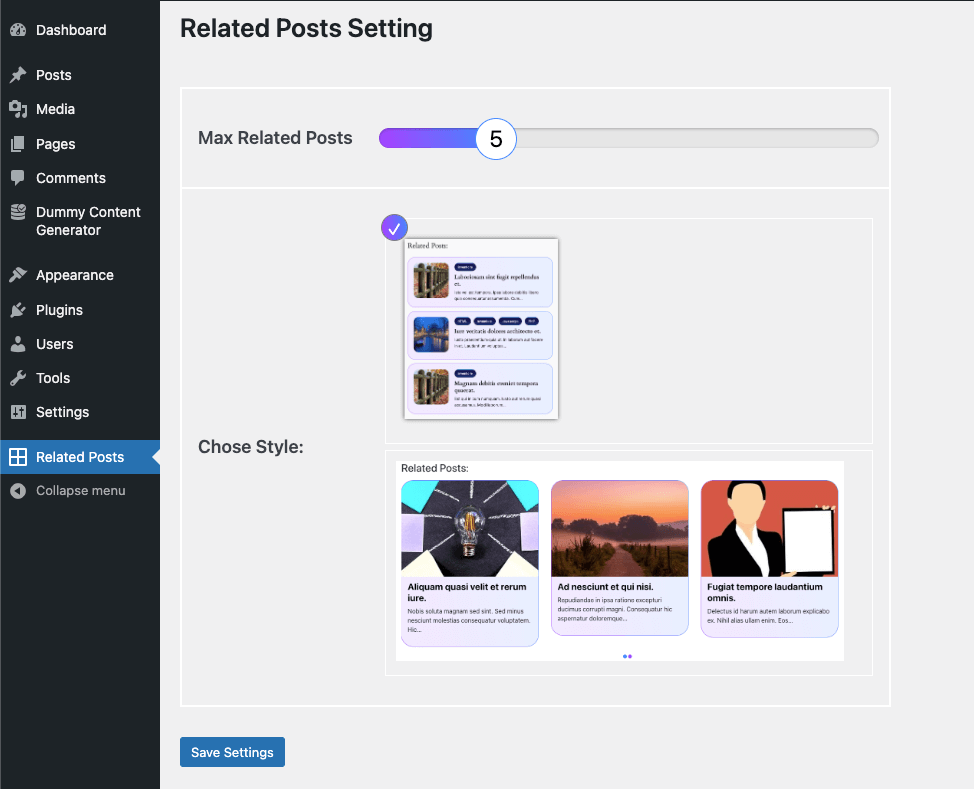 Dashboard
Posts
Media
Pages
Comments
Dummy Content
Generator
Appearance
Plugins
Users
Tools
Settings
Related Posts
Collapse menu
Related Posts Setting
Max Related Posts
5
Chose Style:
Related Posts:
Laboriosam sint fugit repellendus
et.
Ium veritatis dolores architecto et.
Magnam debitis eveniet tempora
quaerat.
Related Posts:
Aliquam quasi velit et rerum
iure.
Nobis soluta magnam sed sint. Sed minus
nesciunt molestias consequatur voluptatem.
Hic...
Ad nesciunt et qui nisi.
Repudiandae in ipsa ratione excepturi
ducimus corrupti magni. Consequatur hic
aspernatur doloremque...
Fugiat tempore laudantium
omnis.
Delectus id harum autem laborum explicabo
ex. Nihil alias ullam enim. Eos...
Save Settings